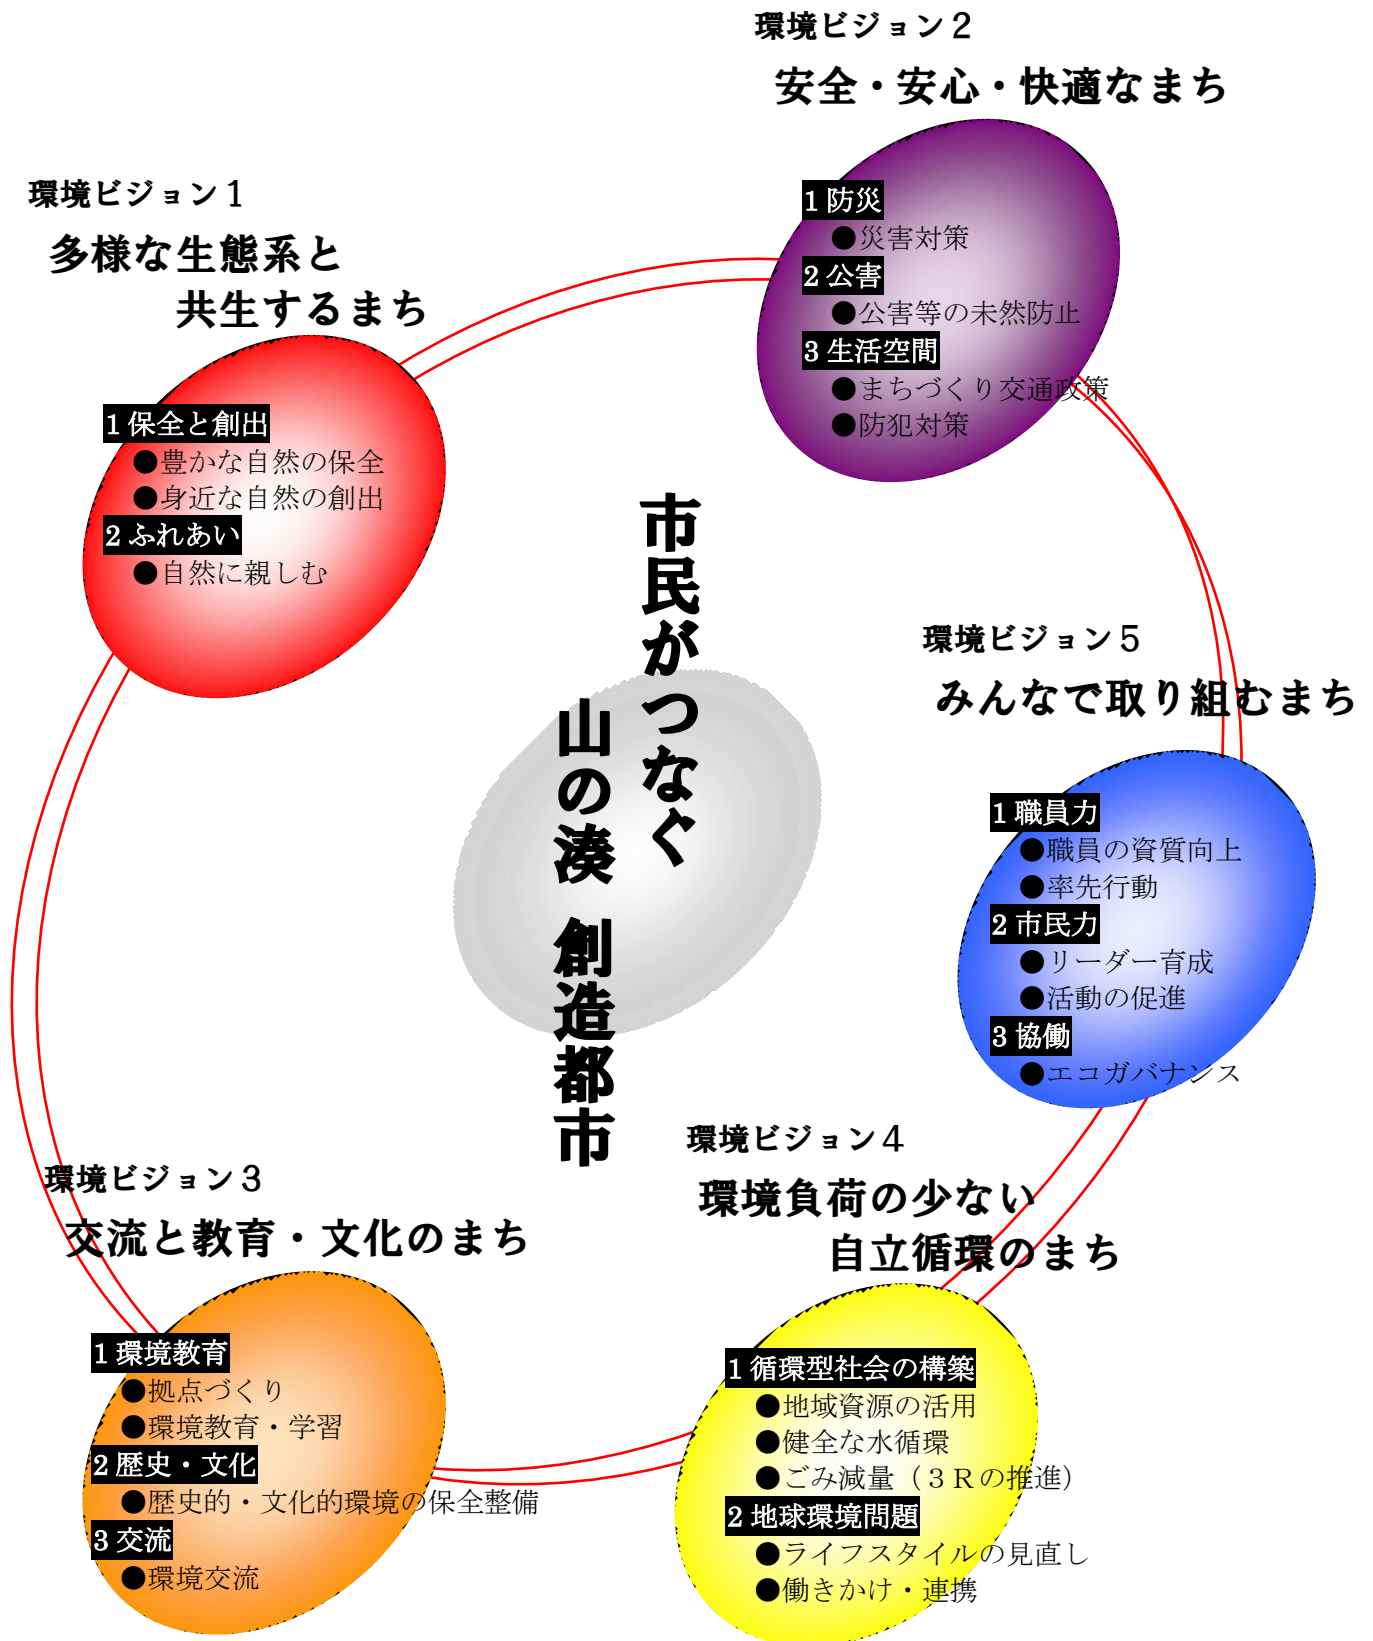 環境ビジョン２
安全・安心・快適なまち
1 防災
●災害対策
2 公害
●公害等の未然防止
3 生活空間
●まちづくり交通政策
●防犯対策
環境ビジョン１
多様な生態系と
共生するまち
1 保全と創出
●豊かな自然の保全
●身近な自然の創出
2 ふれあい
●自然に親しむ
市民がつなぐ
山の湊 創造都市
環境ビジョン５
みんなで取り組むまち
1 職員力
●職員の資質向上
●率先行動
2 市民力
●リーダー育成
●活動の促進
3 協働
●エコガバナンス
環境ビジョン３
交流と教育・文化のまち
1 環境教育
●拠点づくり
●環境教育・学習
2 歴史・文化
●歴史的・文化的環境の保全整備
3 交流
●環境交流
環境ビジョン４
環境負荷の少ない
自立循環のまち
1 循環型社会の構築
●地域資源の活用
●健全な水循環
●ごみ減量（３Ｒの推進）
2 地球環境問題
●ライフスタイルの見直し
●働きかけ・連携